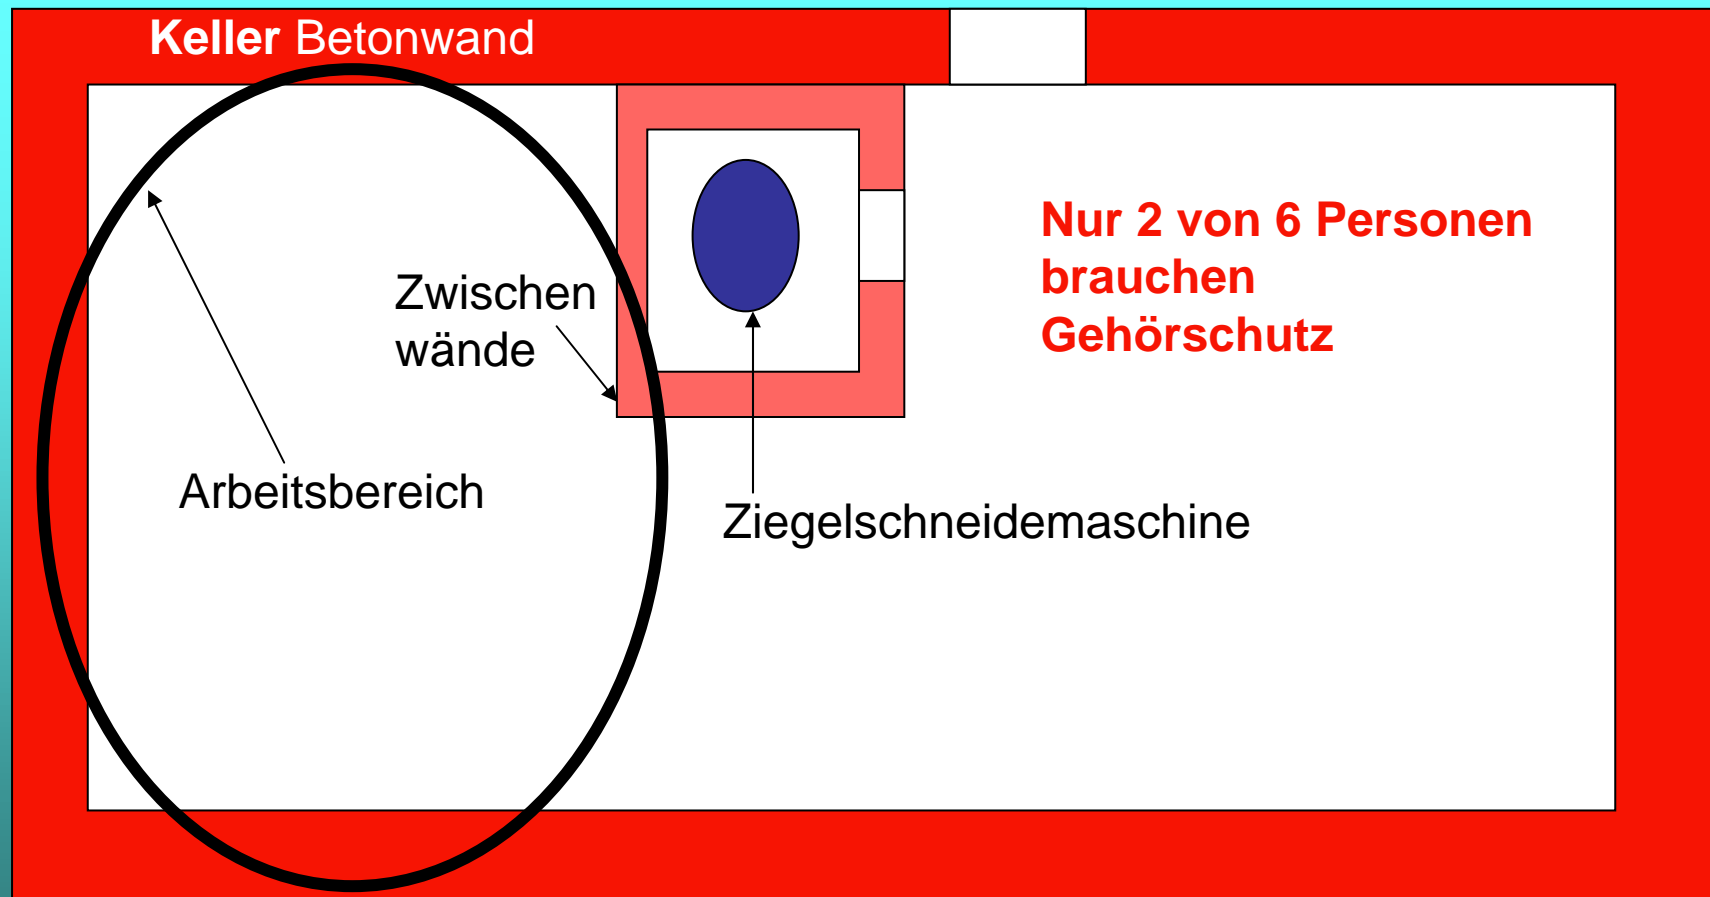 Keller Betonwand
Nur 2 von 6 Personen
brauchen
Gehörschutz
Zwischen
wände
Arbeitsbereich
Ziegelschneidemaschine